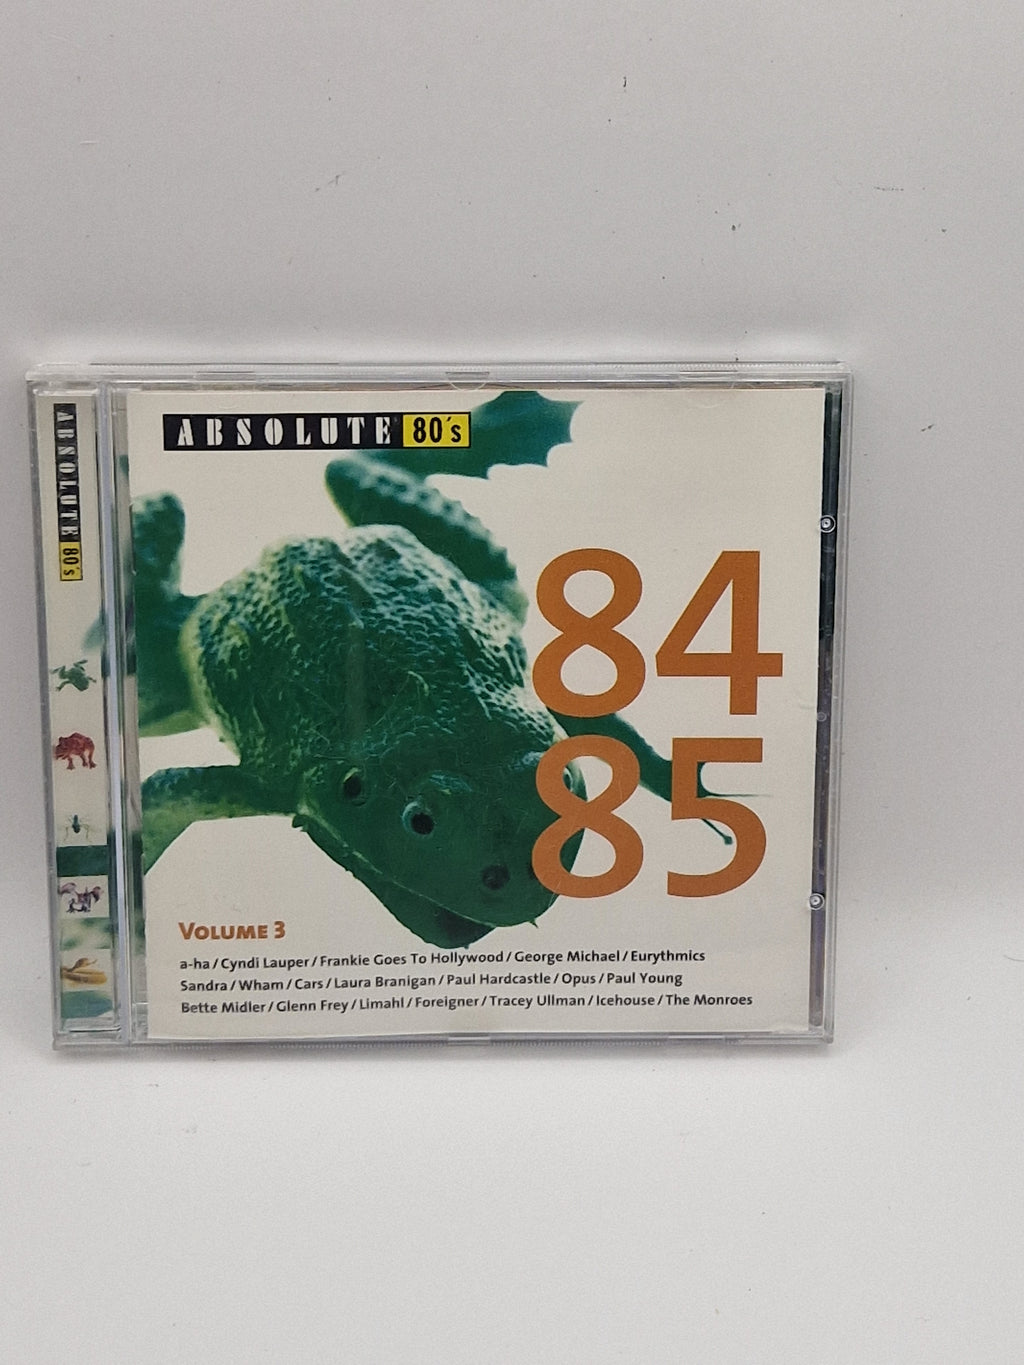 ABSOLUTE 80's
ABSOLUTE 80's
84
85
VOLUME 3
a-ha / Cyndi Lauper / Frankie Goes To Hollywood / George Michael / Eurythmics
Sandra / Wham / Cars / Laura Branigan / Paul Hardcastle / Opus / Paul Young
Bette Midler / Glenn Frey / Limahl / Foreigner / Tracey Ullman / Icehouse / The Monroes